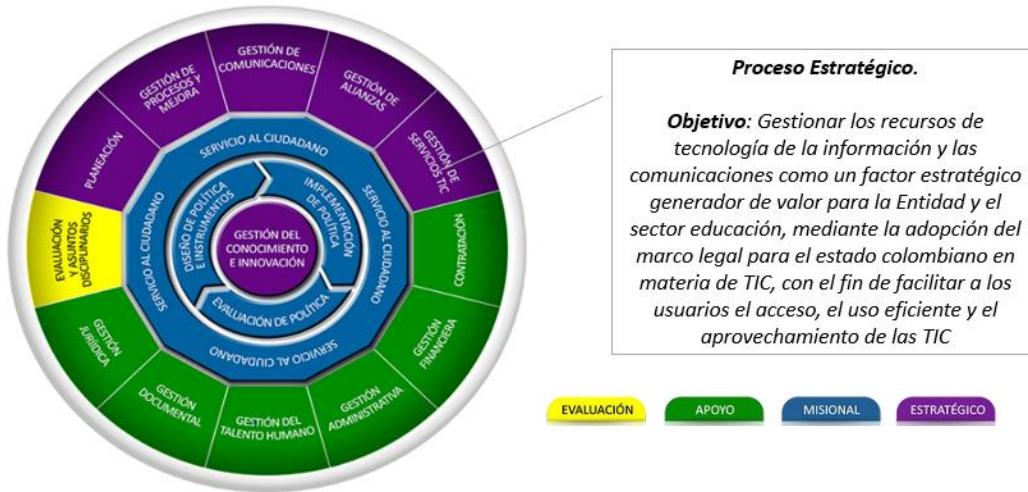 GESTIÓN DE
COMUNICACIONES
GESTIÓN DE
ALIANZAS
GESTIÓN DE
SERVICIOS TIC
CONTRATACIÓN
GESTIÓN
FINANCIERA
GESTIÓN
ADMINISTRATIVA
GESTIÓN DEL
TALENTO HUMANO
GESTIÓN
DOCUMENTAL
GESTIÓN
JURÍDICA
EVALUACIÓN
Y ASUNTOS
DISCIPLINARIOS
PLANEACIÓN
GESTIÓN DE
PROCESOS Y
MEJORA
SERVICIO AL CIUDADANO
SERVICIO AL CIUDADANO
SERVICIO AL CIUDADANO
SERVICIO AL CIUDADANO
DISEÑO DE POLÍTICA
E INSTRUMENTOS
IMPLEMENTACIÓN
DE POLÍTICA
EVALUACIÓN DE POLÍTICA
GESTIÓN DEL
CONOCIMIENTO
E INNOVACIÓN
Proceso Estratégico.
Objetivo: Gestionar los recursos de
tecnología de la información y las
comunicaciones como un factor estratégico
generador de valor para la Entidad y el
sector educación, mediante la adopción del
marco legal para el estado colombiano en
materia de TIC, con el fin de facilitar a los
usuarios el acceso, el uso eficiente y el
aprovechamiento de las TIC
EVALUACIÓN
APOYO
MISIONAL
ESTRATÉGICO